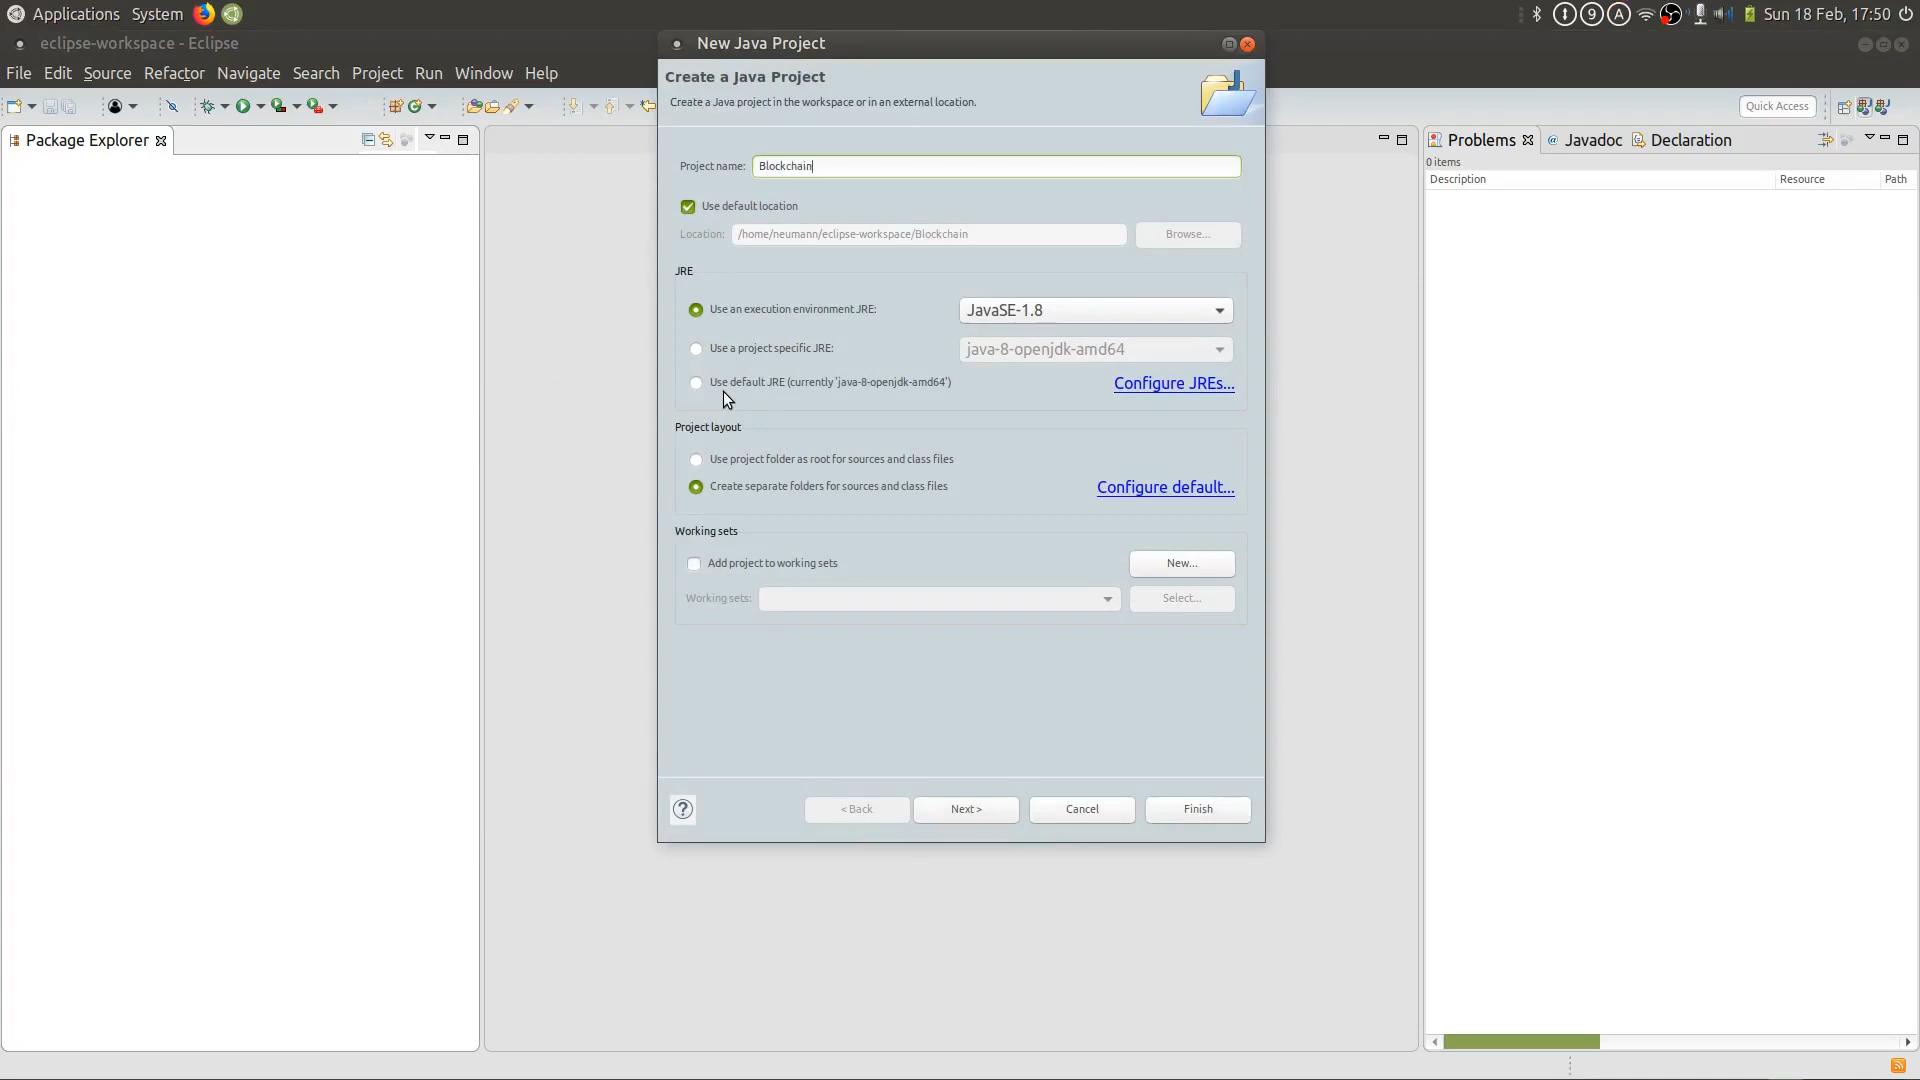 Applications System
9 A Sun 18 Feb, 17:50
eclipse-workspace - Eclipse
New Java Project
File Edit Source Refactor Navigate Search Project Run Window Help
Create a Java Project
Create a Java project in the workspace or in an external location.
Quick Access
Package Explorer
Problems @ Javadoc Declaration
0 items
Description Resource Path
Project name: Blockchain
Use default location
Location: /home/neumann/eclipse-workspace/Blockchain Browse...
JRE
Use an execution environment JRE: JavaSE-1.8
Use a project specific JRE: java-8-openjdk-amd64
Use default JRE (currently 'java-8-openjdk-amd64') Configure JREs...
Project layout
Use project folder as root for sources and class files
Create separate folders for sources and class files Configure default...
Working sets
Add project to working sets New...
Working sets: Select...
? < Back Next > Cancel Finish